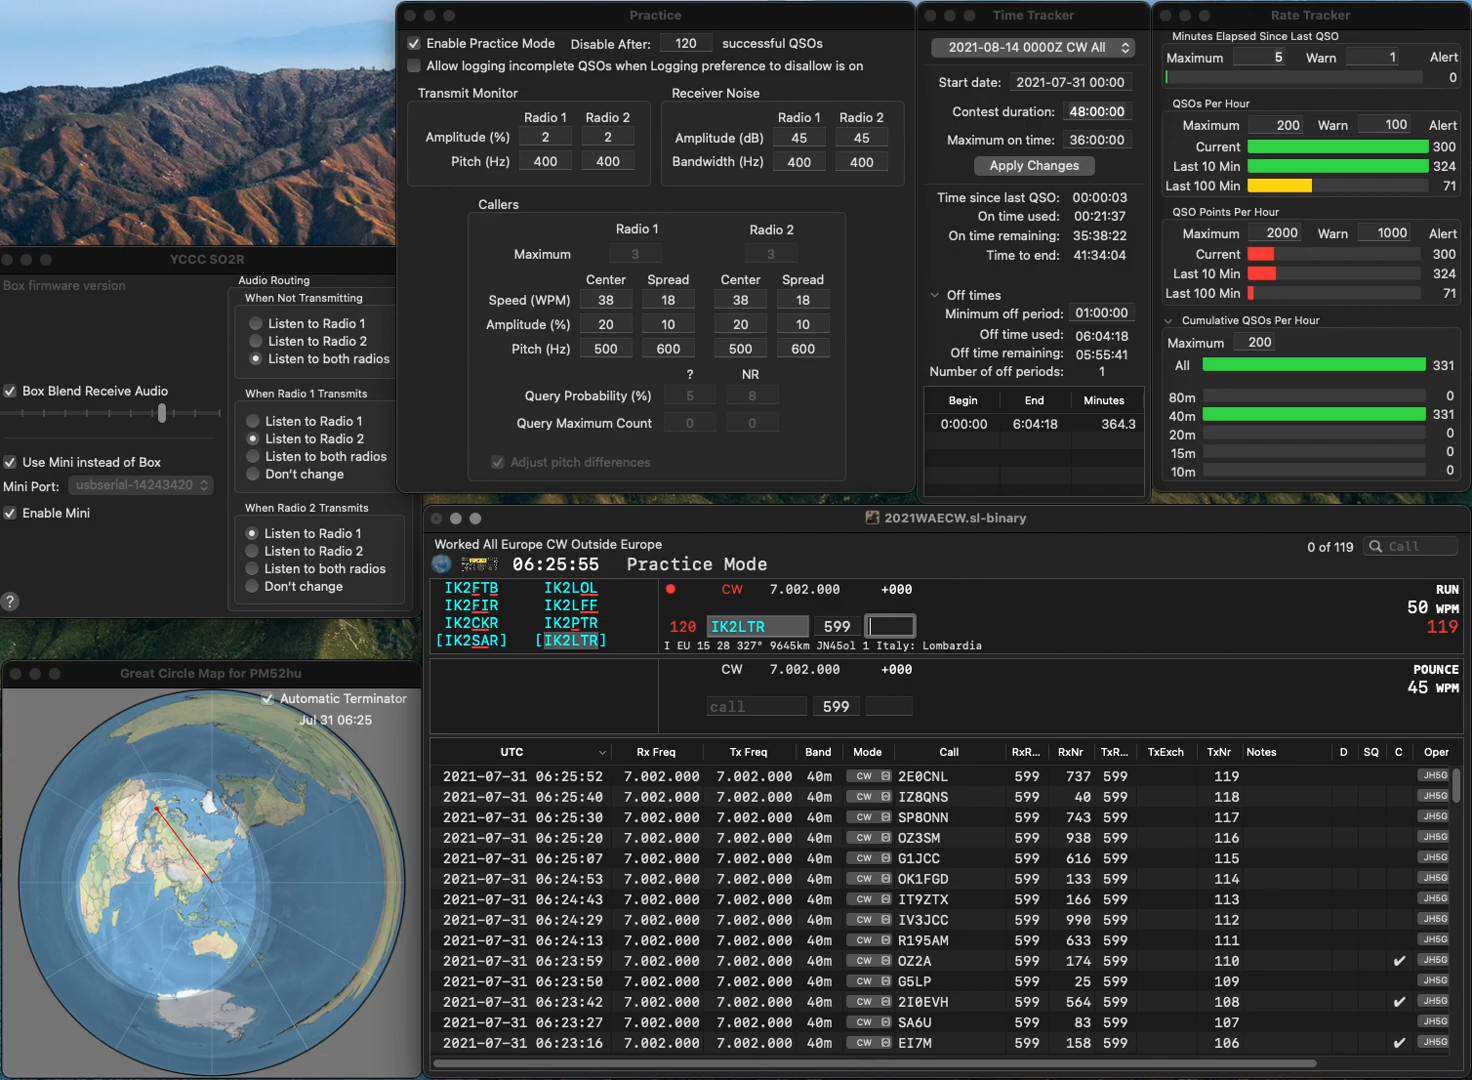 Practice
Enable Practice Mode Disable After: 120 successful QSOs
Allow logging incomplete QSOs when Logging preference to disallow is on
Transmit Monitor
Radio 1 Radio 2
Amplitude (%) 2 2
Pitch (Hz) 400 400
Receiver Noise
Radio 1 Radio 2
Amplitude (dB) 45 45
Bandwidth (Hz) 400 400
Callers
Radio 1 Radio 2
Maximum 3 3
Center Spread Center Spread
Speed (WPM) 38 18 38 18
Amplitude (%) 20 10 20 10
Pitch (Hz) 500 600 500 600
? NR
Query Probability (%) 5 8
Query Maximum Count 0 0
Adjust pitch differences
Time Tracker
2021-08-14 0000Z CW All
Start date: 2021-07-31 00:00
Contest duration: 48:00:00
Maximum on time: 36:00:00
Apply Changes
Time since last QSO: 00:00:03
On time used: 00:21:37
On time remaining: 35:38:22
Time to end: 41:34:04
Off times
Minimum off period: 01:00:00
Off time used: 06:04:18
Off time remaining: 05:55:41
Number of off periods: 1
Begin End Minutes
0:00:00 6:04:18 364.3
Rate Tracker
Minutes Elapsed Since Last QSO
Maximum 5 Warn 1 Alert
0
QSOs Per Hour
Maximum 200 Warn 100 Alert
Current 300
Last 10 Min 324
Last 100 Min 71
QSO Points Per Hour
Maximum 2000 Warn 1000 Alert
Current 300
Last 10 Min 324
Last 100 Min 71
Cumulative QSOs Per Hour
Maximum 200
All 331
80m 0
40m 331
20m 0
15m 0
10m 0
YCCC SO2R
Box firmware version
Box Blend Receive Audio
Use Mini instead of Box
Mini Port: usbserial-14243420
Enable Mini
?
Audio Routing
When Not Transmitting
Listen to Radio 1
Listen to Radio 2
Listen to both radios
When Radio 1 Transmits
Listen to Radio 1
Listen to Radio 2
Listen to both radios
Don't change
When Radio 2 Transmits
Listen to Radio 1
Listen to Radio 2
Listen to both radios
Don't change
Great Circle Map for PM52hu
Automatic Terminator
Jul 31 06:25
2021WAECW.sl-binary
Worked All Europe CW Outside Europe
0 of 119 Call
06:25:55 Practice Mode
IK2FTB IK2LOL
IK2FIR IK2LFF
IK2CKR IK2PTR
[IK2SAR] [IK2LTR]
CW 7.002.000 +000
120 IK2LTR 599
I EU 15 28 327° 9645km JN45ol 1 Italy: Lombardia
RUN
50 WPM
119
CW 7.002.000 +000
call 599
POUNCE
45 WPM
UTC Rx Freq Tx Freq Band Mode Call RxR... RxNr TxR... TxExch TxNr Notes D SQ C Oper
2021-07-31 06:25:52 7.002.000 7.002.000 40m CW 2E0CNL 599 737 599 119 JH5G
2021-07-31 06:25:40 7.002.000 7.002.000 40m CW IZ8QNS 599 40 599 118 JH5G
2021-07-31 06:25:30 7.002.000 7.002.000 40m CW SP8ONN 599 743 599 117 JH5G
2021-07-31 06:25:20 7.002.000 7.002.000 40m CW OZ3SM 599 938 599 116 JH5G
2021-07-31 06:25:07 7.002.000 7.002.000 40m CW G1JCC 599 616 599 115 JH5G
2021-07-31 06:24:53 7.002.000 7.002.000 40m CW OK1FGD 599 133 599 114 JH5G
2021-07-31 06:24:43 7.002.000 7.002.000 40m CW IT9ZTX 599 166 599 113 JH5G
2021-07-31 06:24:29 7.002.000 7.002.000 40m CW IV3JCC 599 990 599 112 JH5G
2021-07-31 06:24:13 7.002.000 7.002.000 40m CW R195AM 599 633 599 111 JH5G
2021-07-31 06:23:59 7.002.000 7.002.000 40m CW OZ2A 599 174 599 110 ✔ JH5G
2021-07-31 06:23:50 7.002.000 7.002.000 40m CW G5LP 599 25 599 109 JH5G
2021-07-31 06:23:42 7.002.000 7.002.000 40m CW 2I0EVH 599 564 599 108 ✔ JH5G
2021-07-31 06:23:27 7.002.000 7.002.000 40m CW SA6U 599 83 599 107 JH5G
2021-07-31 06:23:16 7.002.000 7.002.000 40m CW EI7M 599 158 599 106 ✔ JH5G